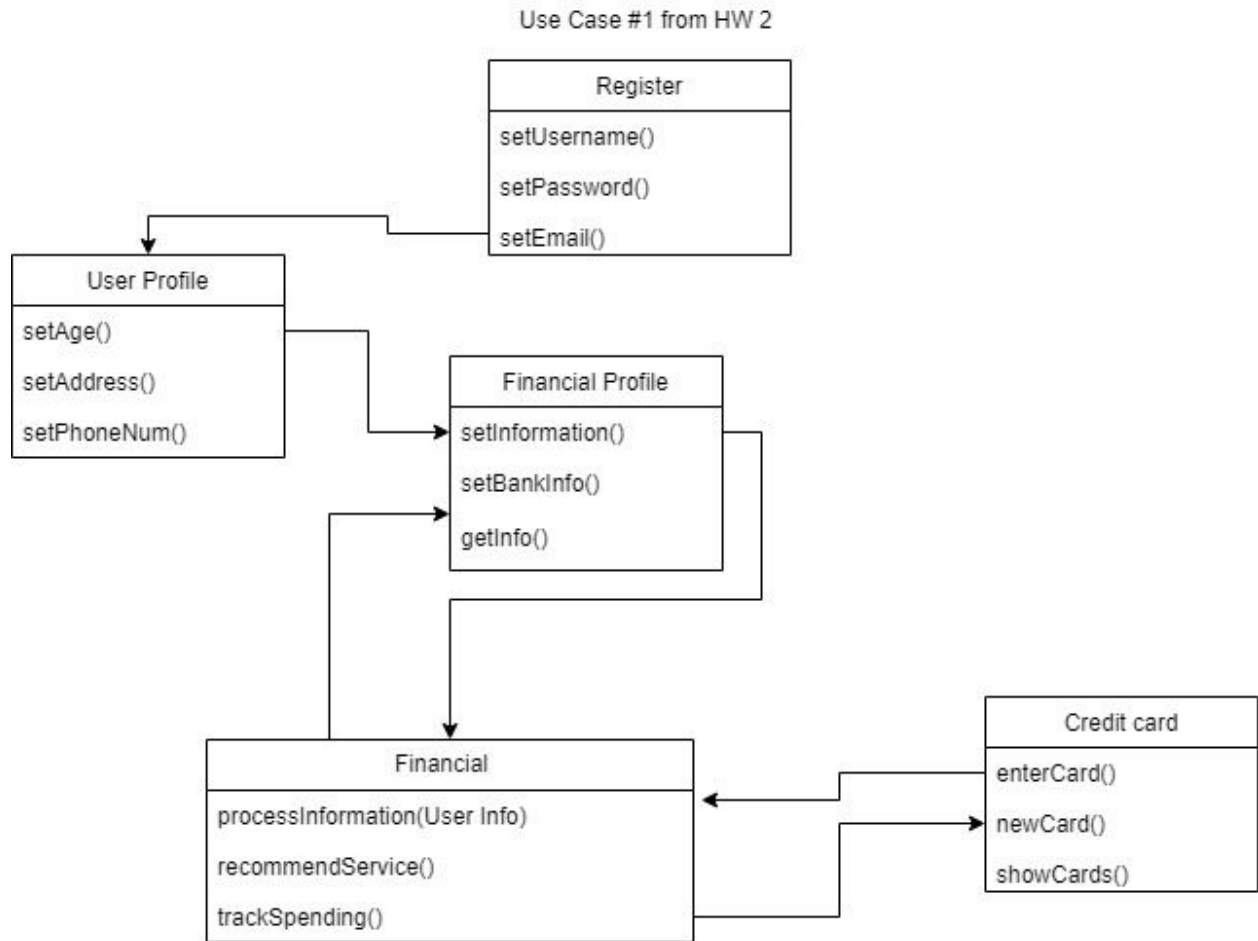 Use Case #1 from HW 2
Register
setUsername()
setPassword()
setEmail()
User Profile
setAge()
setAddress()
setPhoneNum()
Financial Profile
setInformation()
setBankInfo()
getInfo()
Financial
processInformation(User Info)
recommendService()
trackSpending()
Credit card
enterCard()
newCard()
showCards()